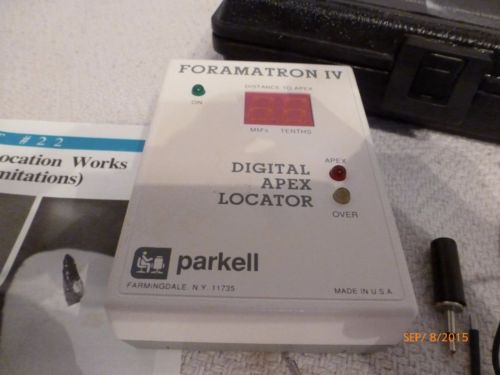 FORAMATRON IV
DISTANCE TO APEX
ON
MM's TENTHS
#22
ocation Works
mitations)
DIGITAL
APEX
LOCATOR
APEX
OVER
parkell
FARMINGDALE, N.Y. 11735
MADE IN U.S.A.
SEP/ 8/2015